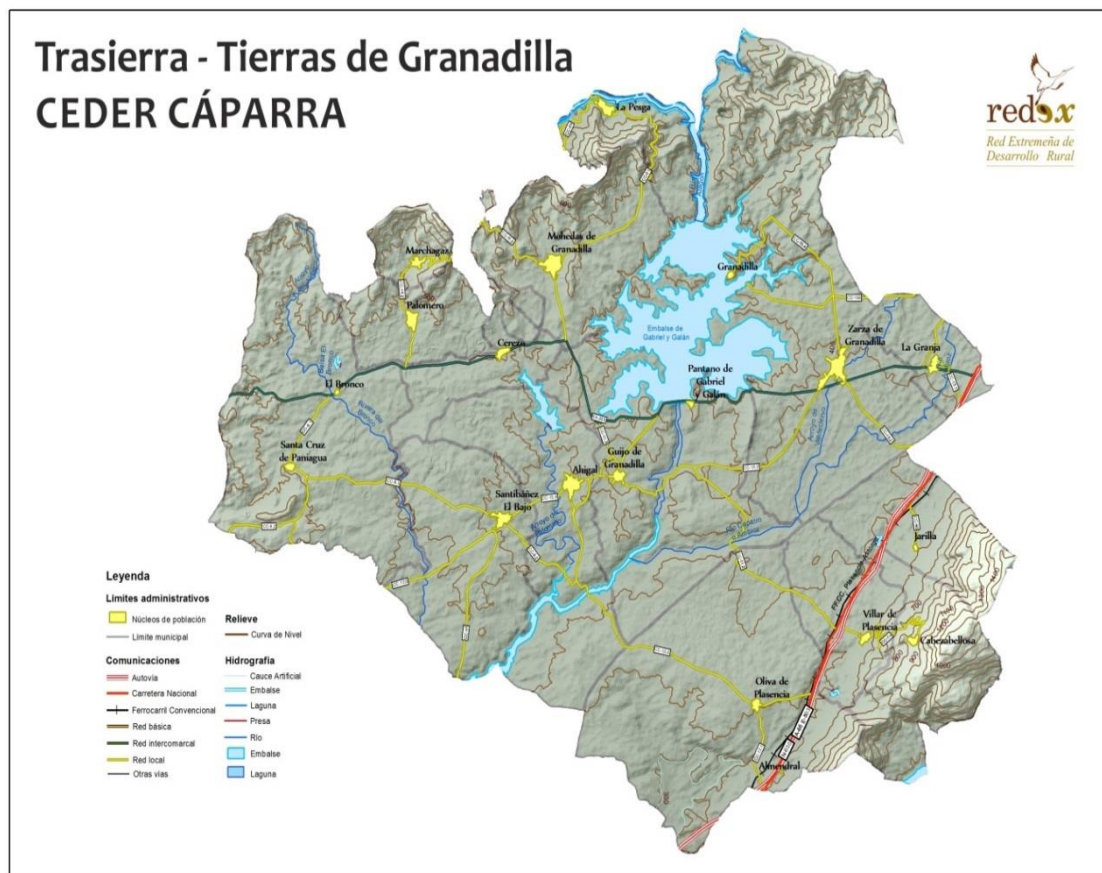 Trasierra - Tierras de Granadilla
CEDER CÁPARRA
redex
Red Extremeña de
Desarrollo Rural
La Pesga
Marchagaz
Mohedas de
Granadilla
Granadilla
Palomero
Embalse de
Gabriel y Galán
Cerezo
Zarza de
Granadilla
La Granja
Pantano de
Gabriel
y Galán
El Bronco
Santa Cruz
de Paniagua
Guijo de
Granadilla
Ahigal
Santibáñez
El Bajo
Jarilla
Villar de
Plasencia
Cabezabellosa
Oliva de
Plasencia
Almendral
Leyenda
Límites administrativos
Núcleos de población
Límite municipal
Comunicaciones
Autovía
Carretera Nacional
Ferrocarril Convencional
Red básica
Red intercomarcal
Red local
Otras vías
Relieve
Curva de Nivel
Hidrografía
Cauce Artificial
Embalse
Laguna
Presa
Río
Embalse
Laguna